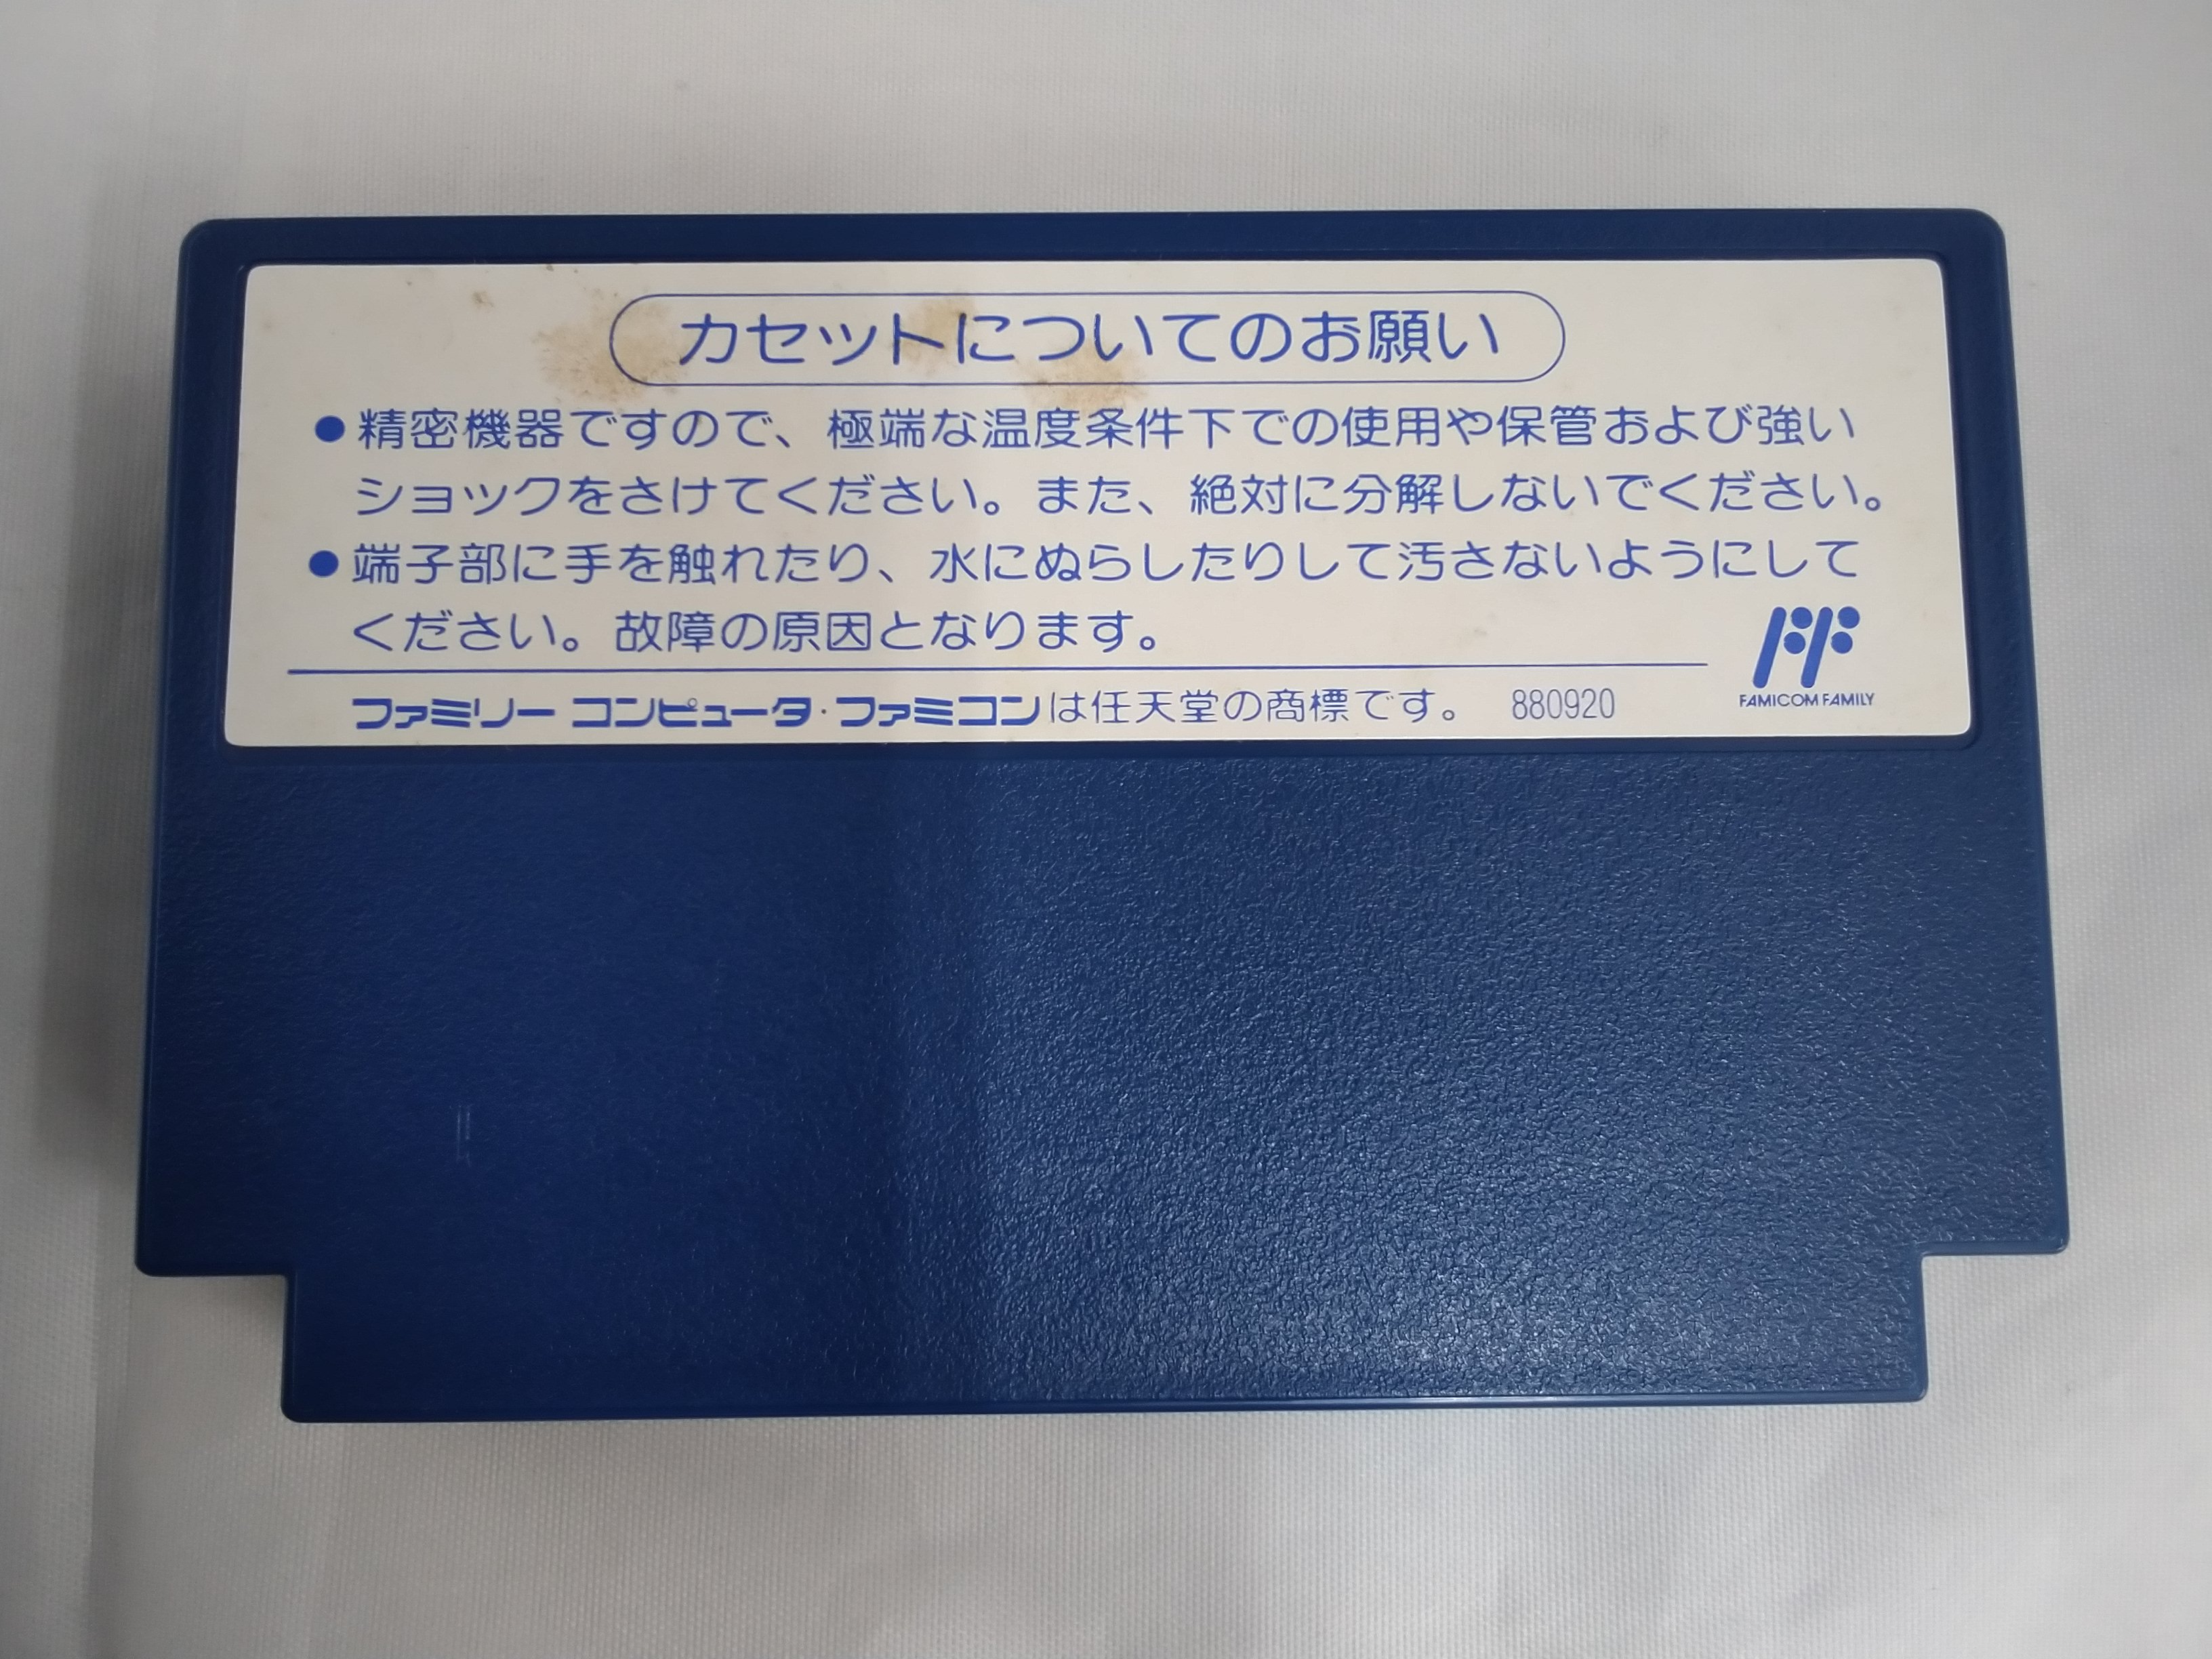 カセットについてのお願い
●精密機器ですので、極端な温度条件下での使用や保管および強い
ショックをさけてください。また、絶対に分解しないでください。
●端子部に手を触れたり、水にぬらしたりして汚さないようにして
ください。故障の原因となります。
ファミリー コンピュータ・ファミコンは任天堂の商標です。 880920
FAMICOM FAMILY